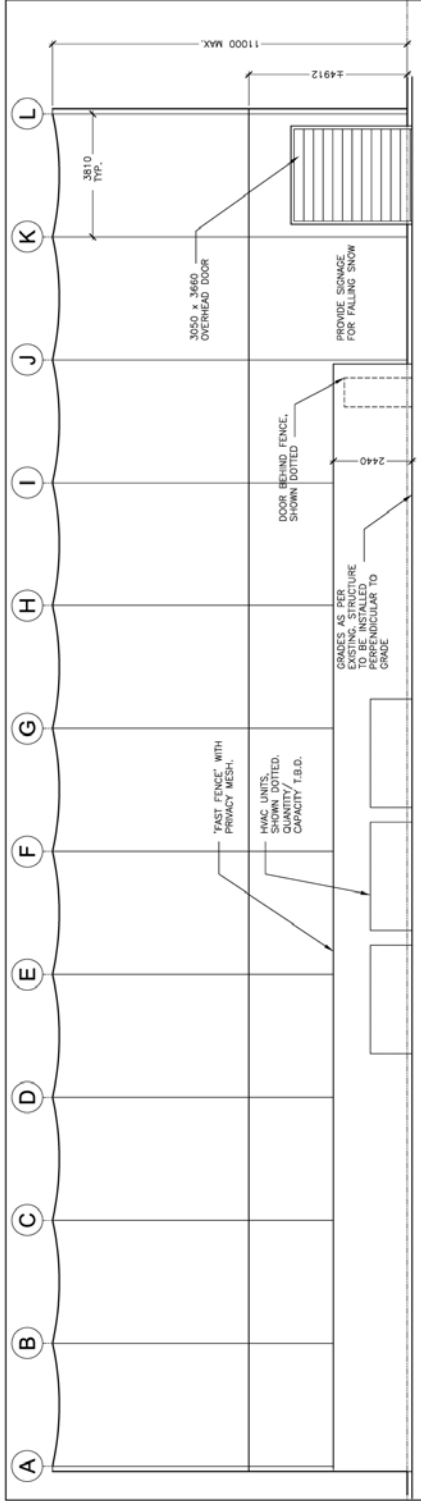 A
B
C
D
E
F
G
H
I
J
K
L
3810
TYP.
11000 MAX.
±4912
3050 x 3660
OVERHEAD DOOR
PROVIDE SIGNAGE
FOR FALLING SNOW
DOOR BEHIND FENCE,
SHOWN DOTTED
2440
GRADES AS PER
EXISTING. STRUCTURE
TO BE INSTALLED
PERPENDICULAR TO
GRADE
'FAST FENCE' WITH
PRIVACY MESH.
HVAC UNITS,
SHOWN DOTTED.
QUANTITY/
CAPACITY T.B.D.